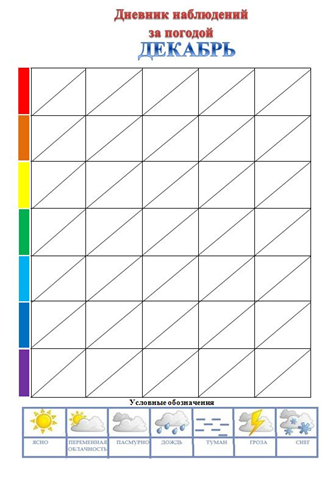 Дневник наблюдений
за погодой
ДЕКАБРЬ
Условные обозначения
ЯСНО
ПЕРЕМЕННАЯ ОБЛАЧНОСТЬ
ПАСМУРНО
ДОЖДЬ
ТУМАН
ГРОЗА
СНЕГ